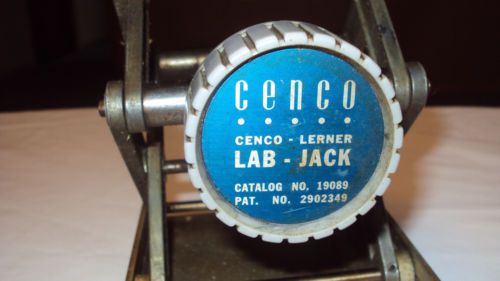 cenco
CENCO - LERNER
LAB - JACK
CATALOG NO. 19089
PAT. NO. 2902349